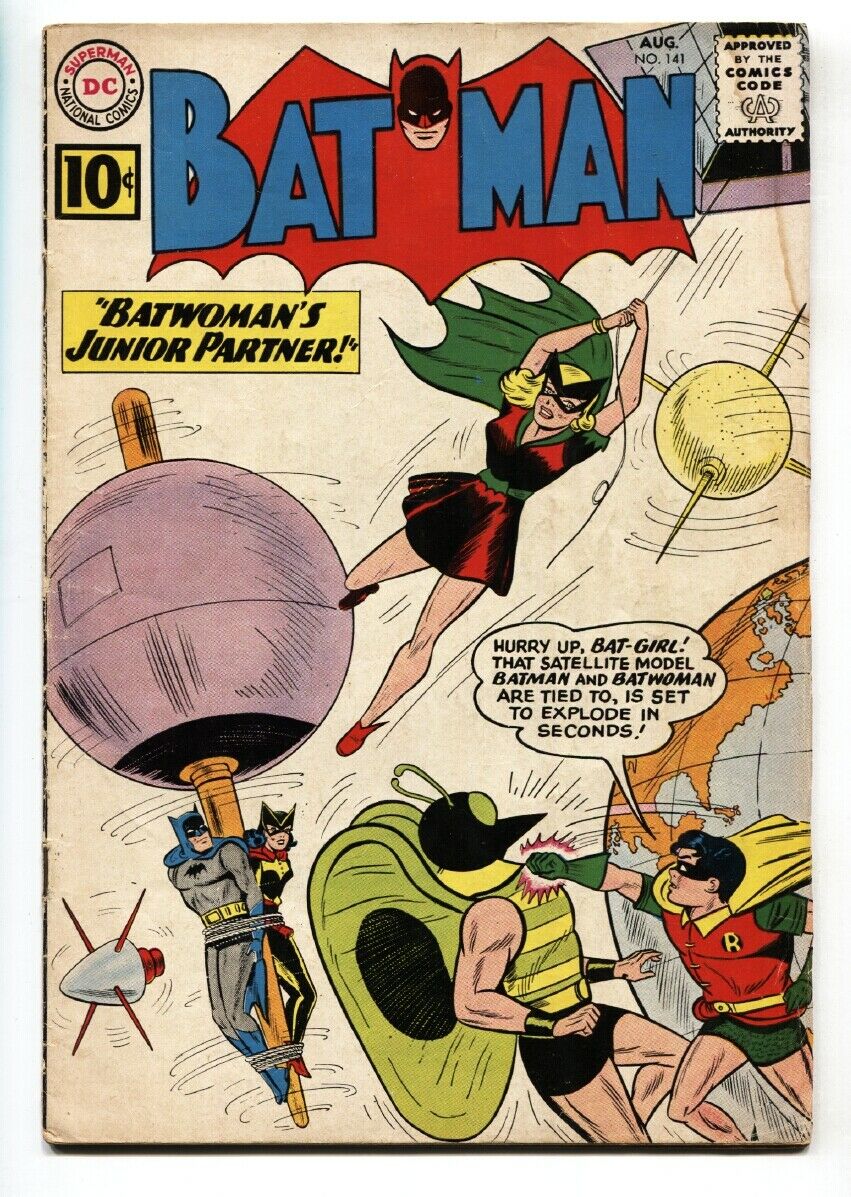 SUPERMAN
DC
NATIONAL COMICS
10¢
BATMAN
AUG.
NO. 141
APPROVED
BY THE
COMICS
CODE
CA
AUTHORITY
"BATWOMAN'S
JUNIOR PARTNER!"
HURRY UP, BAT-GIRL!
THAT SATELLITE MODEL
BATMAN AND BATWOMAN
ARE TIED TO, IS SET
TO EXPLODE IN
SECONDS!
R